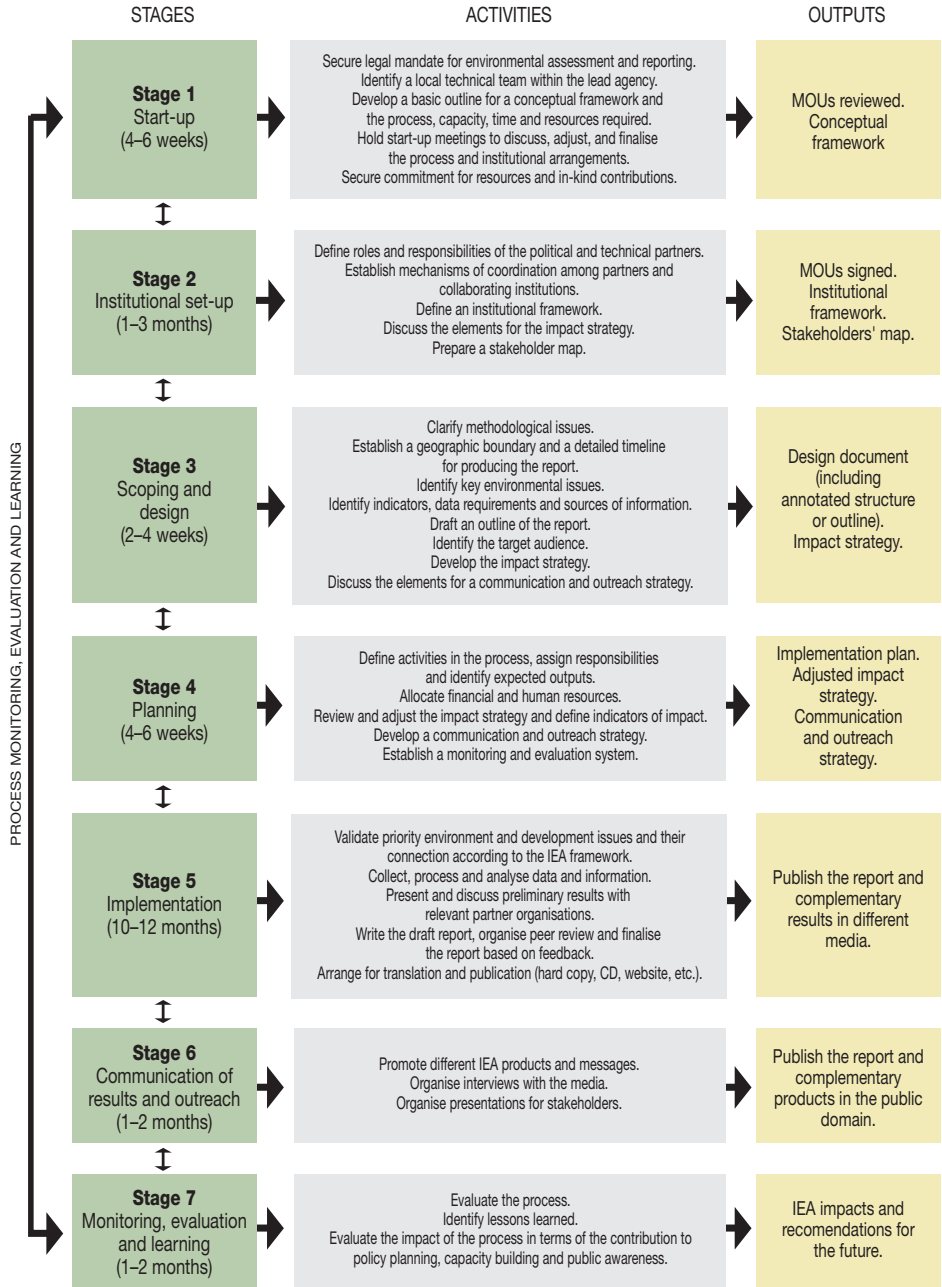 STAGES
ACTIVITIES
OUTPUTS
PROCESS MONITORING, EVALUATION AND LEARNING
Stage 1
Start-up
(4–6 weeks)
Secure legal mandate for environmental assessment and reporting.
Identify a local technical team within the lead agency.
Develop a basic outline for a conceptual framework and
the process, capacity, time and resources required.
Hold start-up meetings to discuss, adjust, and finalise
the process and institutional arrangements.
Secure commitment for resources and in-kind contributions.
MOUs reviewed.
Conceptual
framework
Stage 2
Institutional set-up
(1–3 months)
Define roles and responsibilities of the political and technical partners.
Establish mechanisms of coordination among partners and
collaborating institutions.
Define an institutional framework.
Discuss the elements for the impact strategy.
Prepare a stakeholder map.
MOUs signed.
Institutional
framework.
Stakeholders' map.
Stage 3
Scoping and
design
(2–4 weeks)
Clarify methodological issues.
Establish a geographic boundary and a detailed timeline
for producing the report.
Identify key environmental issues.
Identify indicators, data requirements and sources of information.
Draft an outline of the report.
Identify the target audience.
Develop the impact strategy.
Discuss the elements for a communication and outreach strategy.
Design document
(including
annotated structure
or outline).
Impact strategy.
Stage 4
Planning
(4–6 weeks)
Define activities in the process, assign responsibilities
and identify expected outputs.
Allocate financial and human resources.
Review and adjust the impact strategy and define indicators of impact.
Develop a communication and outreach strategy.
Establish a monitoring and evaluation system.
Implementation plan.
Adjusted impact
strategy.
Communication
and outreach
strategy.
Stage 5
Implementation
(10–12 months)
Validate priority environment and development issues and their
connection according to the IEA framework.
Collect, process and analyse data and information.
Present and discuss preliminary results with
relevant partner organisations.
Write the draft report, organise peer review and finalise
the report based on feedback.
Arrange for translation and publication (hard copy, CD, website, etc.).
Publish the report and
complementary
results in different
media.
Stage 6
Communication of
results and outreach
(1–2 months)
Promote different IEA products and messages.
Organise interviews with the media.
Organise presentations for stakeholders.
Publish the report and
complementary
products in the public
domain.
Stage 7
Monitoring, evaluation
and learning
(1–2 months)
Evaluate the process.
Identify lessons learned.
Evaluate the impact of the process in terms of the contribution to
policy planning, capacity building and public awareness.
IEA impacts and
recomendations for
the future.